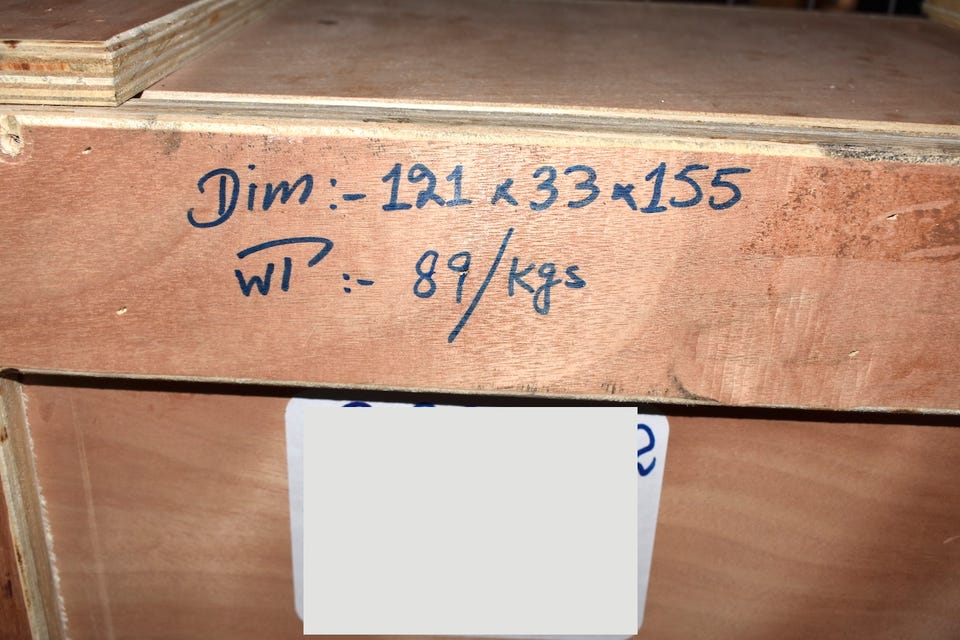 Dim:- 121 x 33 x 155
WT :- 89/kgs